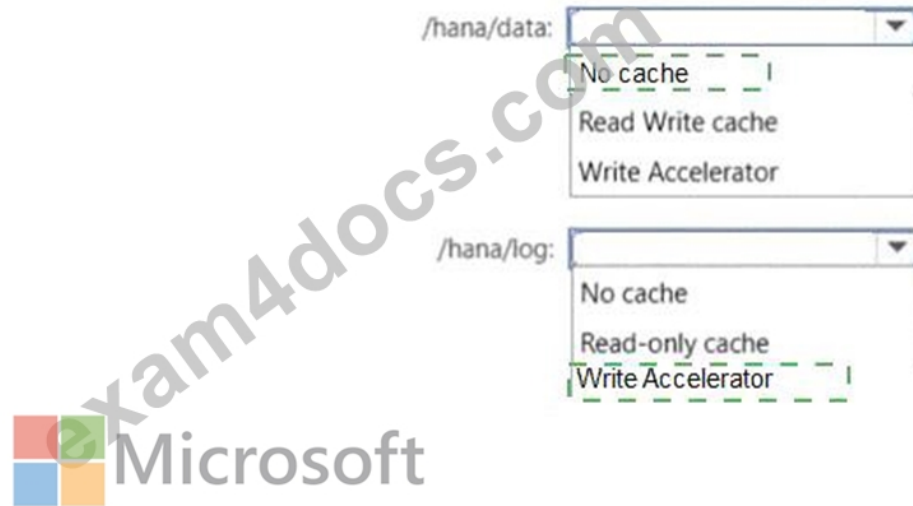 /hana/data:
No cache
Read Write cache
Write Accelerator
/hana/log:
No cache
Read-only cache
Write Accelerator
exam4docs.com
Microsoft